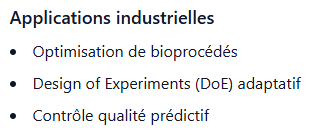 Applications industrielles
• Optimisation de bioprocédés
• Design of Experiments (DoE) adaptatif
• Contrôle qualité prédictif